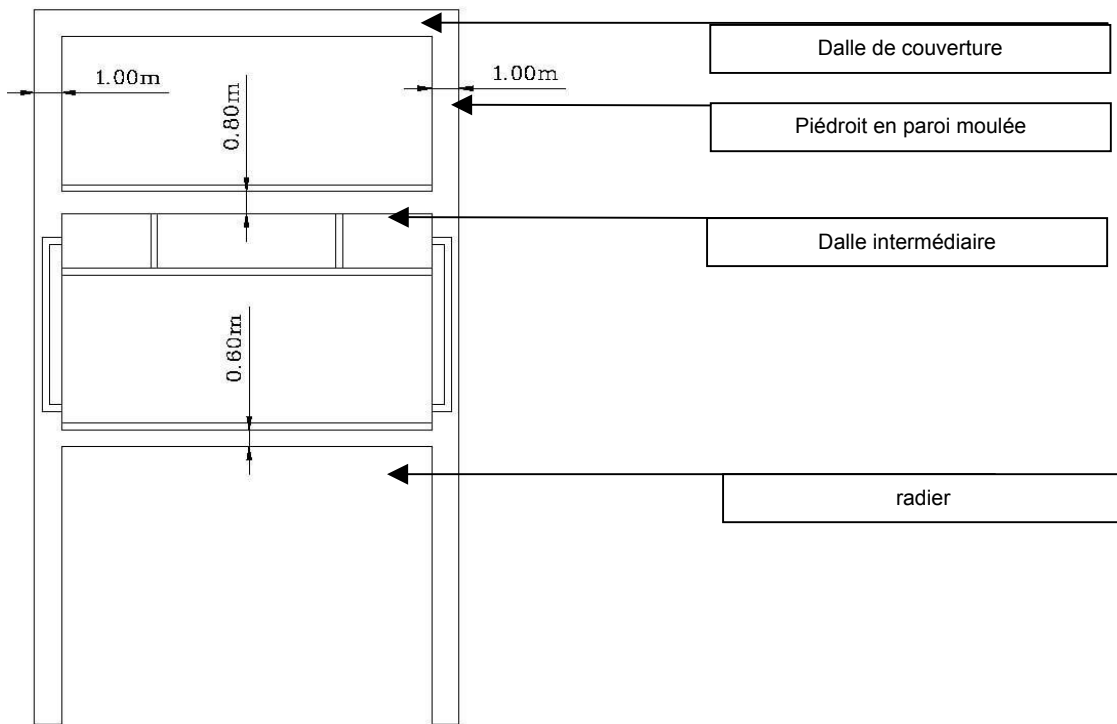 Dalle de couverture
1.00m
1.00m
0.80m
Piédroit en paroi moulée
Dalle intermédiaire
0.60m
radier